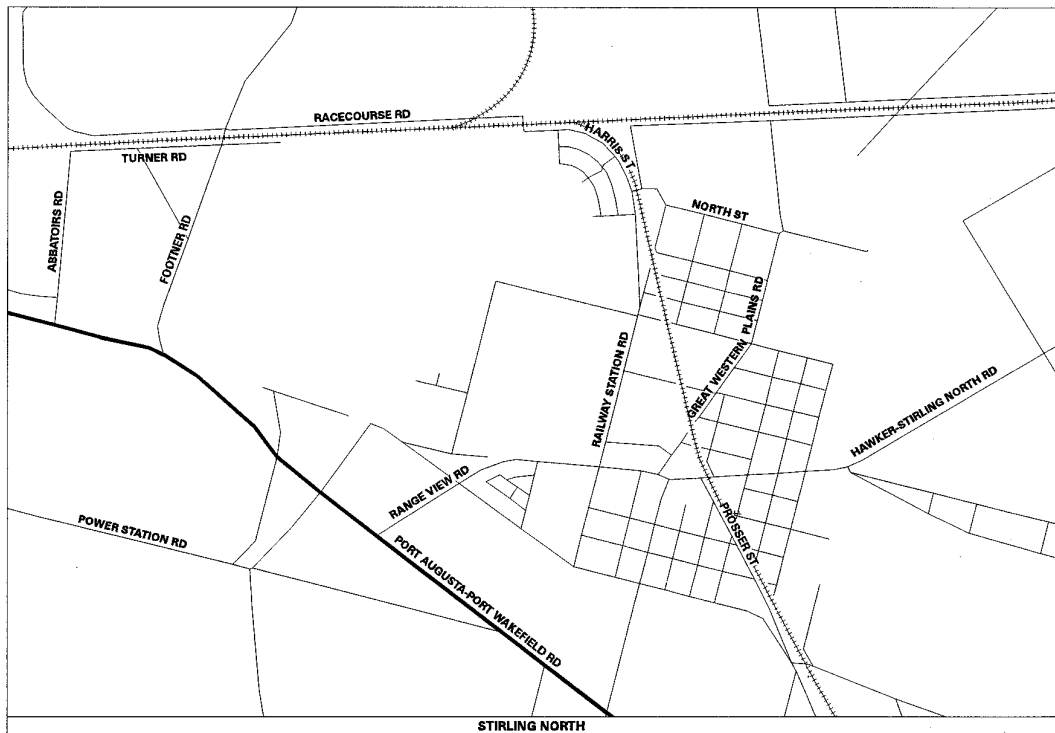 RACECOURSE RD
HARRIS ST
TURNER RD
ABBATOIRS RD
FOOTNER RD
NORTH ST
GREAT WESTERN PLAINS RD
RAILWAY STATION RD
HAWKER-STIRLING NORTH RD
RANGE VIEW RD
POWER STATION RD
PROSSER ST
PORT AUGUSTA-PORT WAKEFIELD RD
STIRLING NORTH